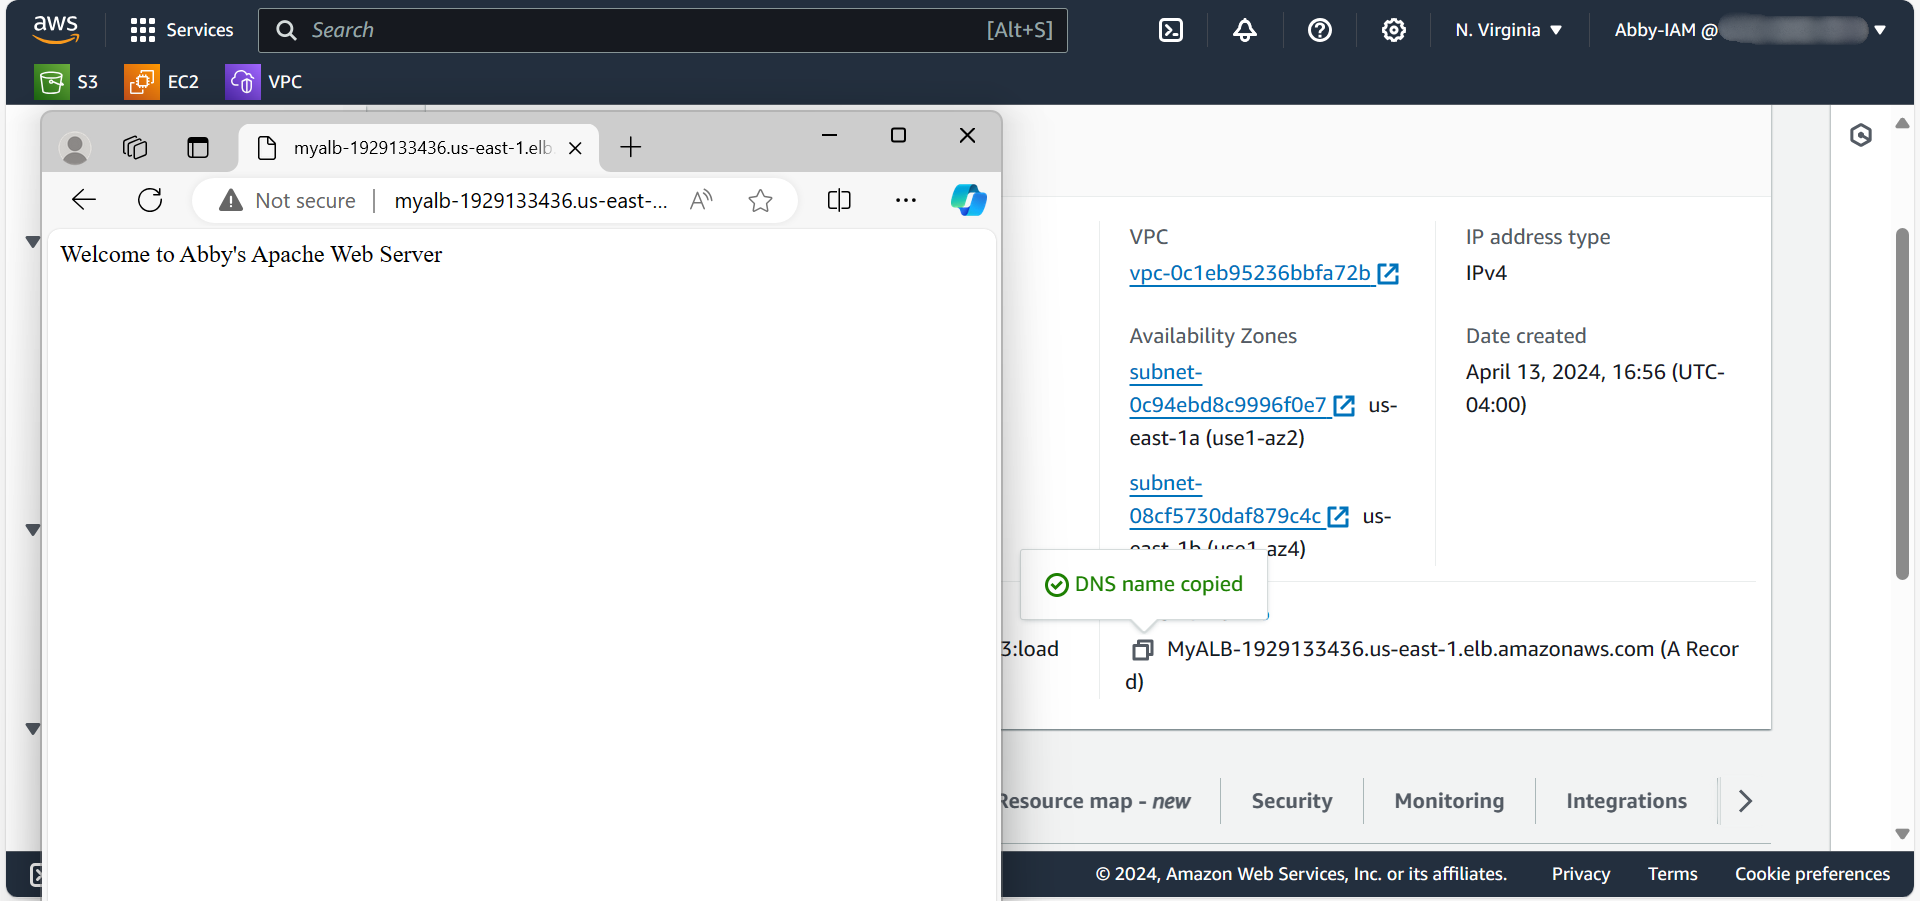 aws
Services
Search
[Alt+S]
N. Virginia
Abby-IAM @
S3
EC2
VPC
myalb-1929133436.us-east-1.elb
Not secure
myalb-1929133436.us-east-...
Welcome to Abby's Apache Web Server
VPC
vpc-0c1eb95236bbfa72b
IP address type
IPv4
Availability Zones
subnet-
0c94ebd8c9996f0e7 us-
east-1a (use1-az2)
subnet-
08cf5730daf879c4c us-
east-1b (use1-az4)
Date created
April 13, 2024, 16:56 (UTC-
04:00)
DNS name copied
3:load
MyALB-1929133436.us-east-1.elb.amazonaws.com (A Recor
d)
Resource map - new
Security
Monitoring
Integrations
© 2024, Amazon Web Services, Inc. or its affiliates.
Privacy
Terms
Cookie preferences